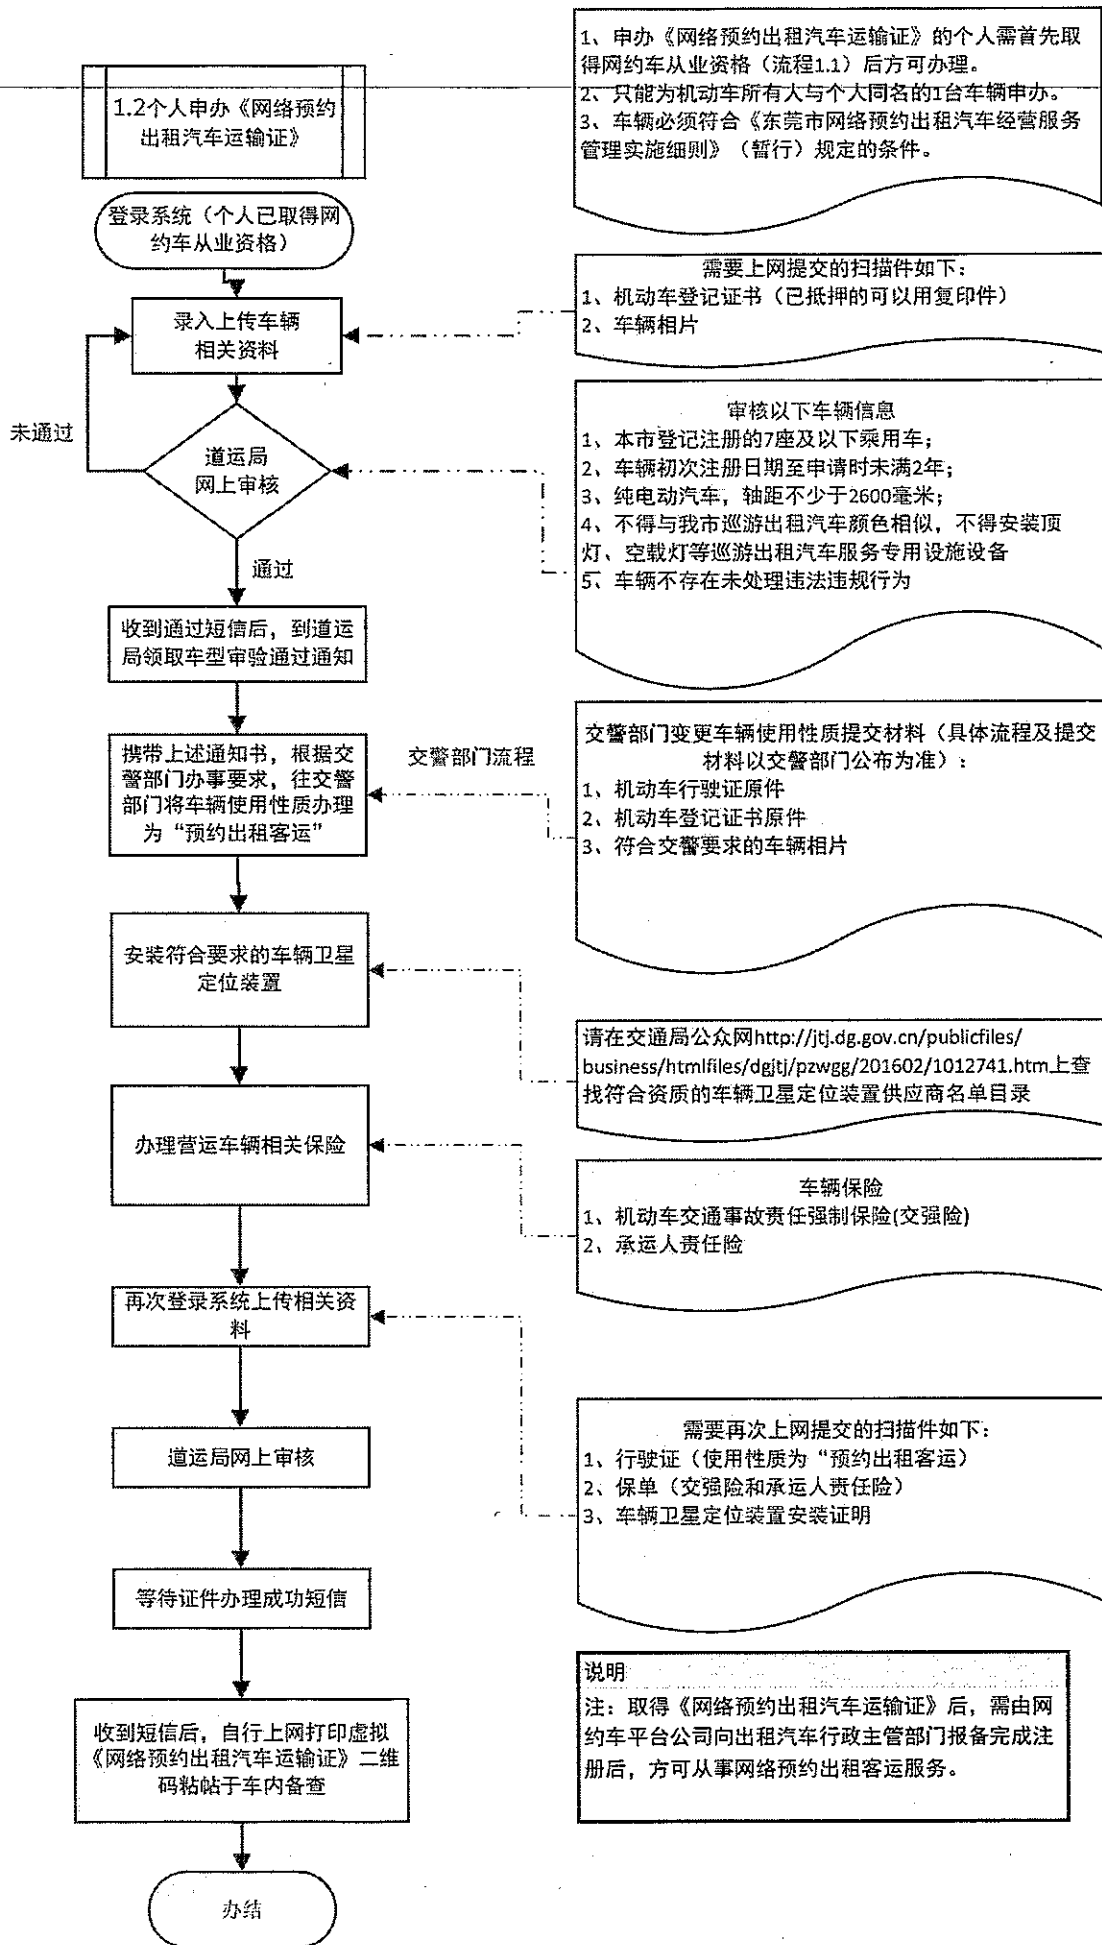 1.2个人申办《网络预约
出租汽车运输证》
1、申办《网络预约出租汽车运输证》的个人需首先取
得网约车从业资格（流程1.1）后方可办理。
2、只能为机动车所有人与个人同名的1台车辆申办。
3、车辆必须符合《东莞市网络预约出租汽车经营服务
管理实施细则》（暂行）规定的条件。
登录系统（个人已取得网
约车从业资格）
需要上网提交的扫描件如下：
1、机动车登记证书（已抵押的可以用复印件）
2、车辆相片
录入上传车辆
相关资料
未通过
道运局
网上审核
通过
审核以下车辆信息
1、本市登记注册的7座及以下乘用车；
2、车辆初次注册日期至申请时未满2年；
3、纯电动汽车，轴距不少于2600毫米；
4、不得与我市巡游出租汽车颜色相似，不得安装顶
灯、空载灯等巡游出租汽车服务专用设施设备
5、车辆不存在未处理违法违规行为
收到通过短信后，到道运
局领取车型审验通过通知
携带上述通知书，根据交
警部门办事要求，往交警
部门将车辆使用性质办理
为“预约出租客运”
交警部门流程
交警部门变更车辆使用性质提交材料（具体流程及提交
材料以交警部门公布为准）：
1、机动车行驶证原件
2、机动车登记证书原件
3、符合交警要求的车辆相片
安装符合要求的车辆卫星
定位装置
请在交通局公众网http://jtj.dg.gov.cn/publicfiles/
business/htmlfiles/dgjtj/pzwgg/201602/1012741.htm上查
找符合资质的车辆卫星定位装置供应商名单目录
办理营运车辆相关保险
车辆保险
1、机动车交通事故责任强制保险(交强险)
2、承运人责任险
再次登录系统上传相关资
料
需要再次上网提交的扫描件如下：
1、行驶证（使用性质为“预约出租客运）
2、保单（交强险和承运人责任险）
3、车辆卫星定位装置安装证明
道运局网上审核
等待证件办理成功短信
收到短信后，自行上网打印虚拟
《网络预约出租汽车运输证》二维
码粘帖于车内备查
说明
注：取得《网络预约出租汽车运输证》后，需由网
约车平台公司向出租汽车行政主管部门报备完成注
册后，方可从事网络预约出租客运服务。
办结